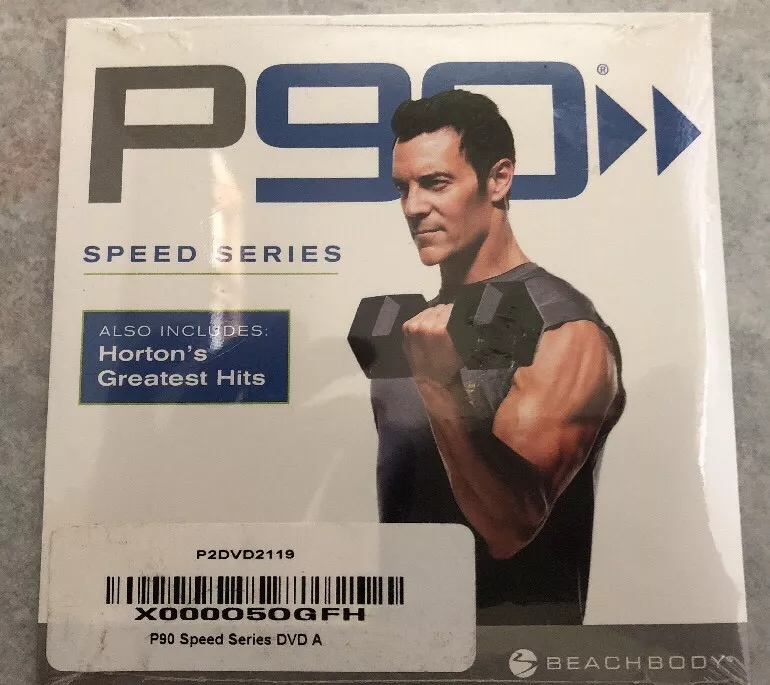 P90®
SPEED SERIES
ALSO INCLUDES:
Horton's
Greatest Hits
P2DVD2119
X000050GFH
P90 Speed Series DVD A
BEACHBODY®